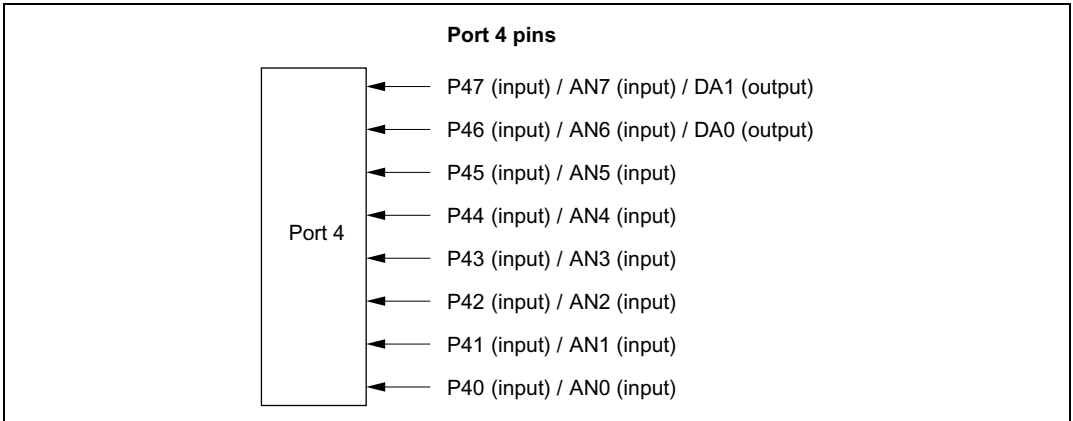 Port 4 pins
P47 (input) / AN7 (input) / DA1 (output)
P46 (input) / AN6 (input) / DA0 (output)
P45 (input) / AN5 (input)
P44 (input) / AN4 (input)
Port 4
P43 (input) / AN3 (input)
P42 (input) / AN2 (input)
P41 (input) / AN1 (input)
P40 (input) / AN0 (input)